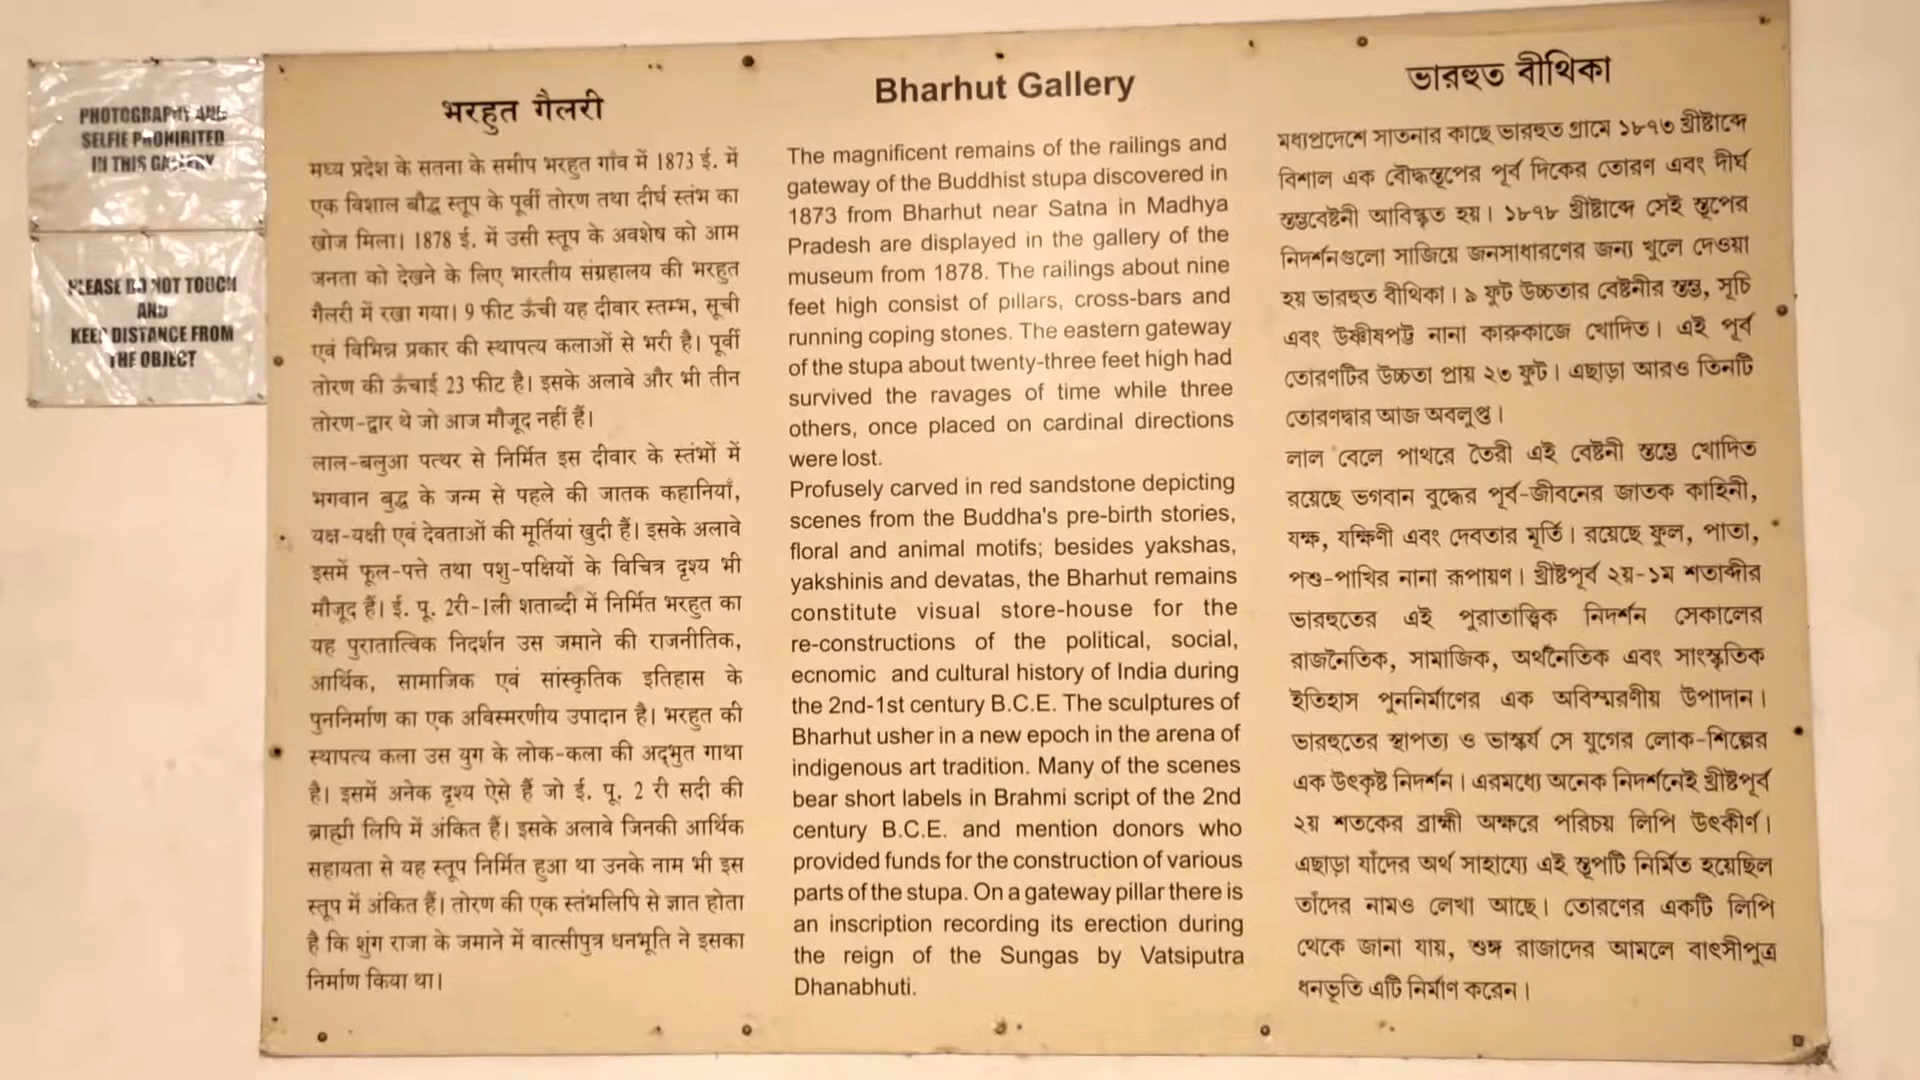 PHOTOGRAPHY AND
SELFIE PROHIBITED
IN THIS GALLERY
PLEASE DO NOT TOUCH
AND
KEEP DISTANCE FROM
THE OBJECT
भरहुत गैलरी
मध्य प्रदेश के सतना के समीप भरहुत गाँव में 1873 ई. में
एक विशाल बौद्ध स्तूप के पूर्वी तोरण तथा दीर्घ स्तंभ का
खोज मिला। 1878 ई. में उसी स्तूप के अवशेष को आम
जनता को देखने के लिए भारतीय संग्रहालय की भरहुत
गैलरी में रखा गया। 9 फीट ऊँची यह दीवार स्तम्भ, सूची
एवं विभिन्न प्रकार की स्थापत्य कलाओं से भरी है। पूर्वी
तोरण की ऊँचाई 23 फीट है। इसके अलावे और भी तीन
तोरण-द्वार थे जो आज मौजूद नहीं हैं।
लाल-बलुआ पत्थर से निर्मित इस दीवार के स्तंभों में
भगवान बुद्ध के जन्म से पहले की जातक कहानियाँ,
यक्ष-यक्षी एवं देवताओं की मूर्तियां खुदी हैं। इसके अलावे
इसमें फूल-पत्ते तथा पशु-पक्षियों के विचित्र दृश्य भी
मौजूद हैं। ई. पू. 2री-1ली शताब्दी में निर्मित भरहुत का
यह पुरातात्विक निदर्शन उस जमाने की राजनीतिक,
आर्थिक, सामाजिक एवं सांस्कृतिक इतिहास के
पुननिर्माण का एक अविस्मरणीय उपादान है। भरहुत की
स्थापत्य कला उस युग के लोक-कला की अद्भुत गाथा
है। इसमें अनेक दृश्य ऐसे हैं जो ई. पू. 2 री सदी की
ब्राह्मी लिपि में अंकित हैं। इसके अलावे जिनकी आर्थिक
सहायता से यह स्तूप निर्मित हुआ था उनके नाम भी इस
स्तूप में अंकित हैं। तोरण की एक स्तंभलिपि से ज्ञात होता
है कि शुंग राजा के जमाने में वात्सीपुत्र धनभूति ने इसका
निर्माण किया था।
Bharhut Gallery
The magnificent remains of the railings and
gateway of the Buddhist stupa discovered in
1873 from Bharhut near Satna in Madhya
Pradesh are displayed in the gallery of the
museum from 1878. The railings about nine
feet high consist of pillars, cross-bars and
running coping stones. The eastern gateway
of the stupa about twenty-three feet high had
survived the ravages of time while three
others, once placed on cardinal directions
were lost.
Profusely carved in red sandstone depicting
scenes from the Buddha's pre-birth stories,
floral and animal motifs; besides yakshas,
yakshinis and devatas, the Bharhut remains
constitute visual store-house for the
re-constructions of the political, social,
ecnomic and cultural history of India during
the 2nd-1st century B.C.E. The sculptures of
Bharhut usher in a new epoch in the arena of
indigenous art tradition. Many of the scenes
bear short labels in Brahmi script of the 2nd
century B.C.E. and mention donors who
provided funds for the construction of various
parts of the stupa. On a gateway pillar there is
an inscription recording its erection during
the reign of the Sungas by Vatsiputra
Dhanabhuti.
ভারহুত বীথিকা
মধ্যপ্রদেশে সাতনার কাছে ভারহুত গ্রামে ১৮৭৩ খ্রীষ্টাব্দে
বিশাল এক বৌদ্ধস্তূপের পূর্ব দিকের তোরণ এবং দীর্ঘ
স্তম্ভবেষ্টনী আবিষ্কৃত হয়। ১৮৭৮ খ্রীষ্টাব্দে সেই স্তূপের
নিদর্শনগুলো সাজিয়ে জনসাধারণের জন্য খুলে দেওয়া
হয় ভারহুত বীথিকা। ৯ ফুট উচ্চতার বেষ্টনীর স্তম্ভ, সূচি
এবং উষ্ণীষপট্ট নানা কারুকাজে খোদিত। এই পূর্ব
তোরণটির উচ্চতা প্রায় ২৩ ফুট। এছাড়া আরও তিনটি
তোরণদ্বার আজ অবলুপ্ত।
লাল বেলে পাথরে তৈরী এই বেষ্টনী স্তম্ভে খোদিত
রয়েছে ভগবান বুদ্ধের পূর্ব-জীবনের জাতক কাহিনী,
যক্ষ, যক্ষিণী এবং দেবতার মূর্তি। রয়েছে ফুল, পাতা,
পশু-পাখির নানা রূপায়ণ। খ্রীষ্টপূর্ব ২য়-১ম শতাব্দীর
ভারহুতের এই পুরাতাত্ত্বিক নিদর্শন সেকালের
রাজনৈতিক, সামাজিক, অর্থনৈতিক এবং সাংস্কৃতিক
ইতিহাস পুননির্মাণের এক অবিস্মরণীয় উপাদান।
ভারহুতের স্থাপত্য ও ভাস্কর্য সে যুগের লোক-শিল্পের
এক উৎকৃষ্ট নিদর্শন। এরমধ্যে অনেক নিদর্শনেই খ্রীষ্টপূর্ব
২য় শতকের ব্রাহ্মী অক্ষরে পরিচয় লিপি উৎকীর্ণ।
এছাড়া যাঁদের অর্থ সাহায্যে এই স্তূপটি নির্মিত হয়েছিল
তাঁদের নামও লেখা আছে। তোরণের একটি লিপি
থেকে জানা যায়, শুঙ্গ রাজাদের আমলে বাৎসীপুত্র
ধনভূতি এটি নির্মাণ করেন।